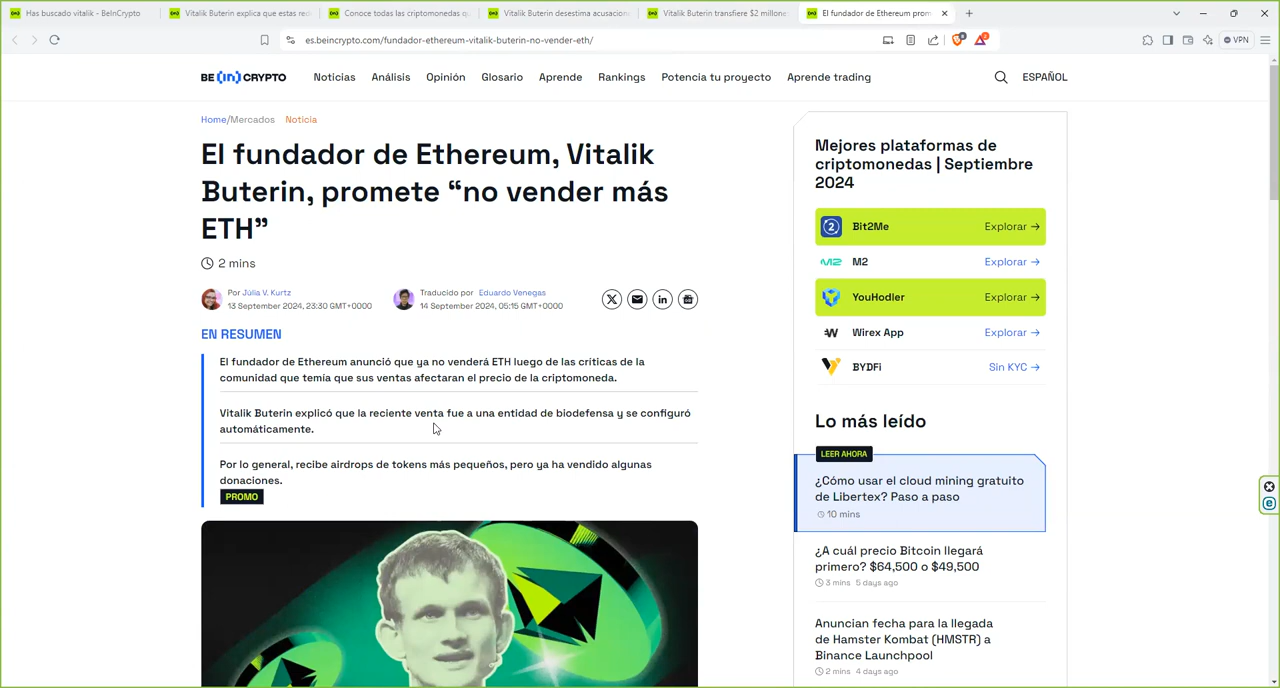 Has buscado vitalik - BeInCrypto
Vitalik Buterin explica que estas red
Conoce todas las criptomonedas qu
Vitalik Buterin desestima acusacion
Vitalik Buterin transfiere $2 millone
El fundador de Ethereum prom
es.beincrypto.com/fundador-ethereum-vitalik-buterin-no-vender-eth/
VPN
BE[IN]CRYPTO
Noticias
Análisis
Opinión
Glosario
Aprende
Rankings
Potencia tu proyecto
Aprende trading
ESPAÑOL
Home/Mercados Noticia
El fundador de Ethereum, Vitalik
Buterin, promete “no vender más
ETH”
2 mins
Por Júlia V. Kurtz
13 September 2024, 23:30 GMT+0000
Traducido por Eduardo Venegas
14 September 2024, 05:15 GMT+0000
EN RESUMEN
El fundador de Ethereum anunció que ya no venderá ETH luego de las críticas de la
comunidad que temía que sus ventas afectaran el precio de la criptomoneda.
Vitalik Buterin explicó que la reciente venta fue a una entidad de biodefensa y se configuró
automáticamente.
Por lo general, recibe airdrops de tokens más pequeños, pero ya ha vendido algunas
donaciones.
PROMO
Mejores plataformas de
criptomonedas | Septiembre
2024
Bit2Me Explorar →
M2 Explorar →
YouHodler Explorar →
Wirex App Explorar →
BYDFi Sin KYC →
Lo más leído
LEER AHORA
¿Cómo usar el cloud mining gratuito
de Libertex? Paso a paso
10 mins
¿A cuál precio Bitcoin llegará
primero? $64,500 o $49,500
3 mins 5 days ago
Anuncian fecha para la llegada
de Hamster Kombat (HMSTR) a
Binance Launchpool
2 mins 4 days ago